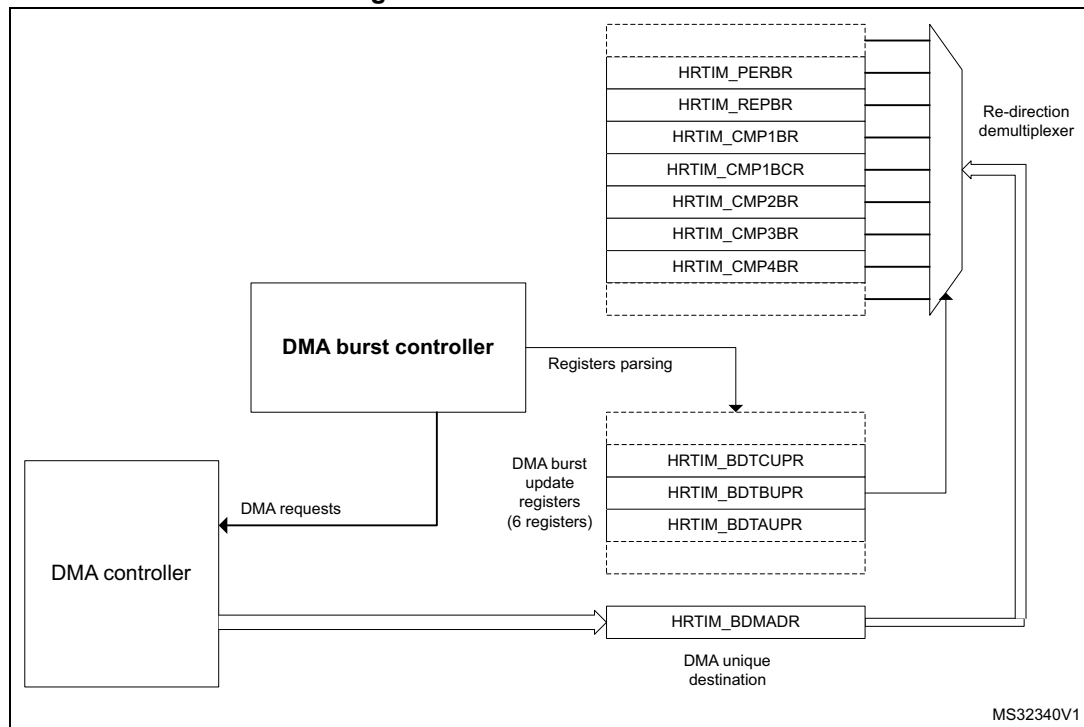 HRTIM_PERBR
HRTIM_REPBR
HRTIM_CMP1BR
HRTIM_CMP1BCR
HRTIM_CMP2BR
HRTIM_CMP3BR
HRTIM_CMP4BR
Re-direction
demultiplexer
DMA burst controller
Registers parsing
DMA burst
update
registers
(6 registers)
HRTIM_BDTCUPR
HRTIM_BDTBUPR
HRTIM_BDTAUPR
DMA requests
DMA controller
HRTIM_BDMADR
DMA unique
destination
MS32340V1